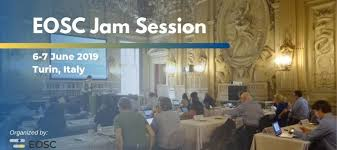 EOSC Jam Session
6-7 June 2019
Turin, Italy
Organized by:
EOSC